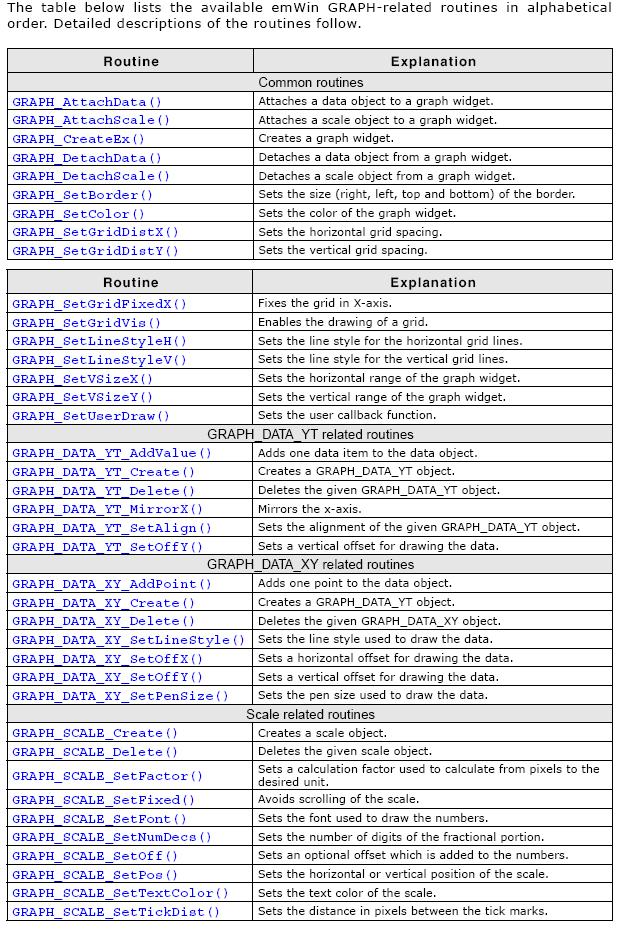 The table below lists the available emWin GRAPH-related routines in alphabetical
order. Detailed descriptions of the routines follow.
Routine Explanation
Common routines
GRAPH_AttachData() Attaches a data object to a graph widget.
GRAPH_AttachScale() Attaches a scale object to a graph widget.
GRAPH_CreateEx() Creates a graph widget.
GRAPH_DetachData() Detaches a data object from a graph widget.
GRAPH_DetachScale() Detaches a scale object from a graph widget.
GRAPH_SetBorder() Sets the size (right, left, top and bottom) of the border.
GRAPH_SetColor() Sets the color of the graph widget.
GRAPH_SetGridDistX() Sets the horizontal grid spacing.
GRAPH_SetGridDistY() Sets the vertical grid spacing.
Routine Explanation
GRAPH_SetGridFixedX() Fixes the grid in X-axis.
GRAPH_SetGridVis() Enables the drawing of a grid.
GRAPH_SetLineStyleH() Sets the line style for the horizontal grid lines.
GRAPH_SetLineStyleV() Sets the line style for the vertical grid lines.
GRAPH_SetVSizeX() Sets the horizontal range of the graph widget.
GRAPH_SetVSizeY() Sets the vertical range of the graph widget.
GRAPH_SetUserDraw() Sets the user callback function.
GRAPH_DATA_YT related routines
GRAPH_DATA_YT_AddValue() Adds one data item to the data object.
GRAPH_DATA_YT_Create() Creates a GRAPH_DATA_YT object.
GRAPH_DATA_YT_Delete() Deletes the given GRAPH_DATA_YT object.
GRAPH_DATA_YT_MirrorX() Mirrors the x-axis.
GRAPH_DATA_YT_SetAlign() Sets the alignment of the given GRAPH_DATA_YT object.
GRAPH_DATA_YT_SetOffY() Sets a vertical offset for drawing the data.
GRAPH_DATA_XY related routines
GRAPH_DATA_XY_AddPoint() Adds one point to the data object.
GRAPH_DATA_XY_Create() Creates a GRAPH_DATA_YT object.
GRAPH_DATA_XY_Delete() Deletes the given GRAPH_DATA_XY object.
GRAPH_DATA_XY_SetLineStyle() Sets the line style used to draw the data.
GRAPH_DATA_XY_SetOffX() Sets a horizontal offset for drawing the data.
GRAPH_DATA_XY_SetOffY() Sets a vertical offset for drawing the data.
GRAPH_DATA_XY_SetPenSize() Sets the pen size used to draw the data.
Scale related routines
GRAPH_SCALE_Create() Creates a scale object.
GRAPH_SCALE_Delete() Deletes the given scale object.
GRAPH_SCALE_SetFactor() Sets a calculation factor used to calculate from pixels to the
desired unit.
GRAPH_SCALE_SetFixed() Avoids scrolling of the scale.
GRAPH_SCALE_SetFont() Sets the font used to draw the numbers.
GRAPH_SCALE_SetNumDecs() Sets the number of digits of the fractional portion.
GRAPH_SCALE_SetOff() Sets an optional offset which is added to the numbers.
GRAPH_SCALE_SetPos() Sets the horizontal or vertical position of the scale.
GRAPH_SCALE_SetTextColor() Sets the text color of the scale.
GRAPH_SCALE_SetTickDist() Sets the distance in pixels between the tick marks.